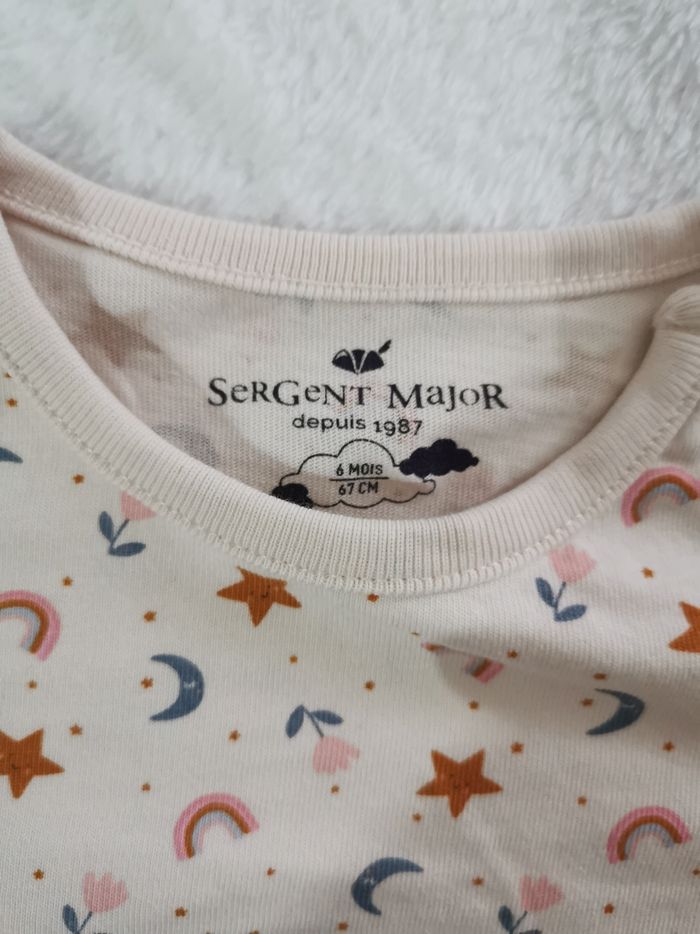 SeRGeNT MajoR
depuis 1987
6 MOIS
67 CM